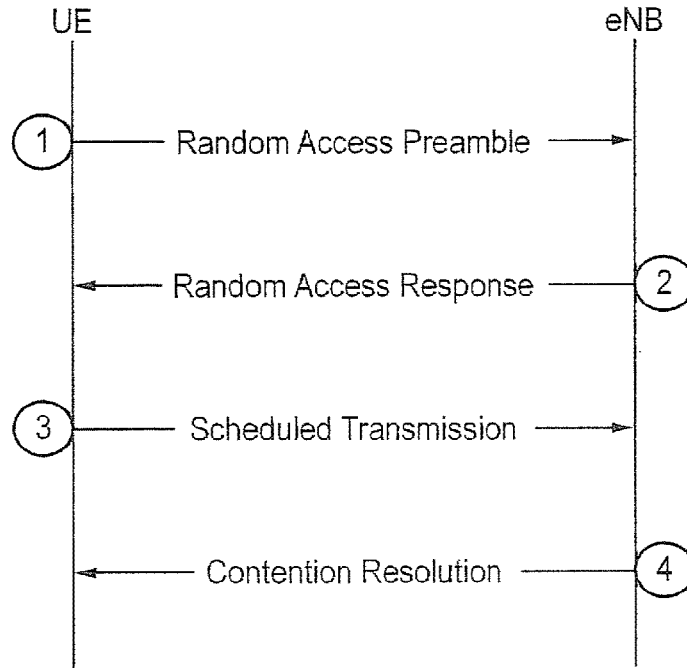 UE eNB
1 Random Access Preamble
Random Access Response 2
3 Scheduled Transmission
Contention Resolution 4